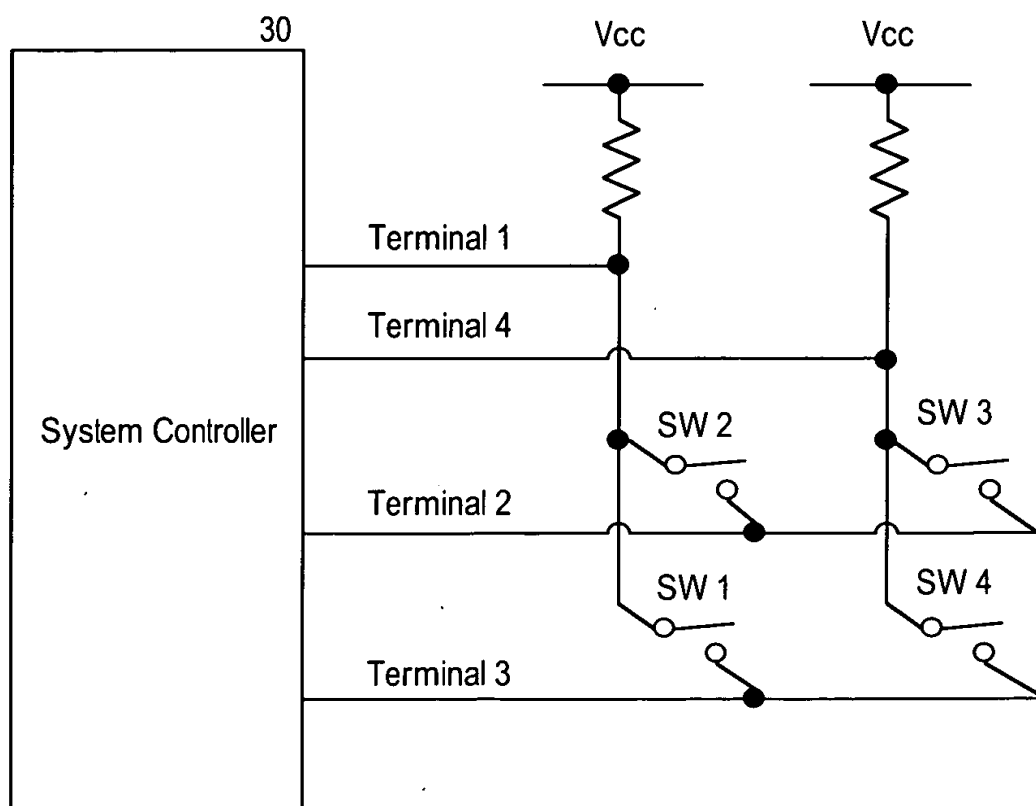 30
Vcc
Vcc
Terminal 1
Terminal 4
System Controller
SW 2
SW 3
Terminal 2
SW 1
SW 4
Terminal 3